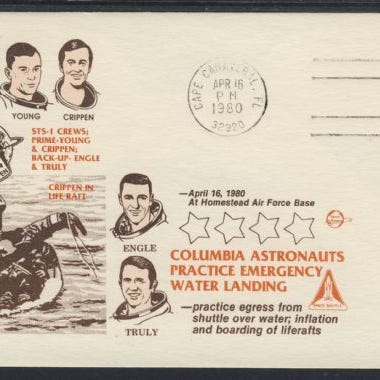 YOUNG CRIPPEN
STS-1 CREWS;
PRIME-YOUNG
& CRIPPEN;
BACK-UP- ENGLE
& TRULY
CRIPPEN IN
LIFE RAFT
CAPE CANAVERAL, FL
APR 16
PM
1980
32920
—April 16, 1980
At Homestead Air Force Base
ENGLE
COLUMBIA ASTRONAUTS
PRACTICE EMERGENCY
WATER LANDING
TRULY
—practice egress from
shuttle over water; inflation
and boarding of liferafts
SPACE SHUTTLE